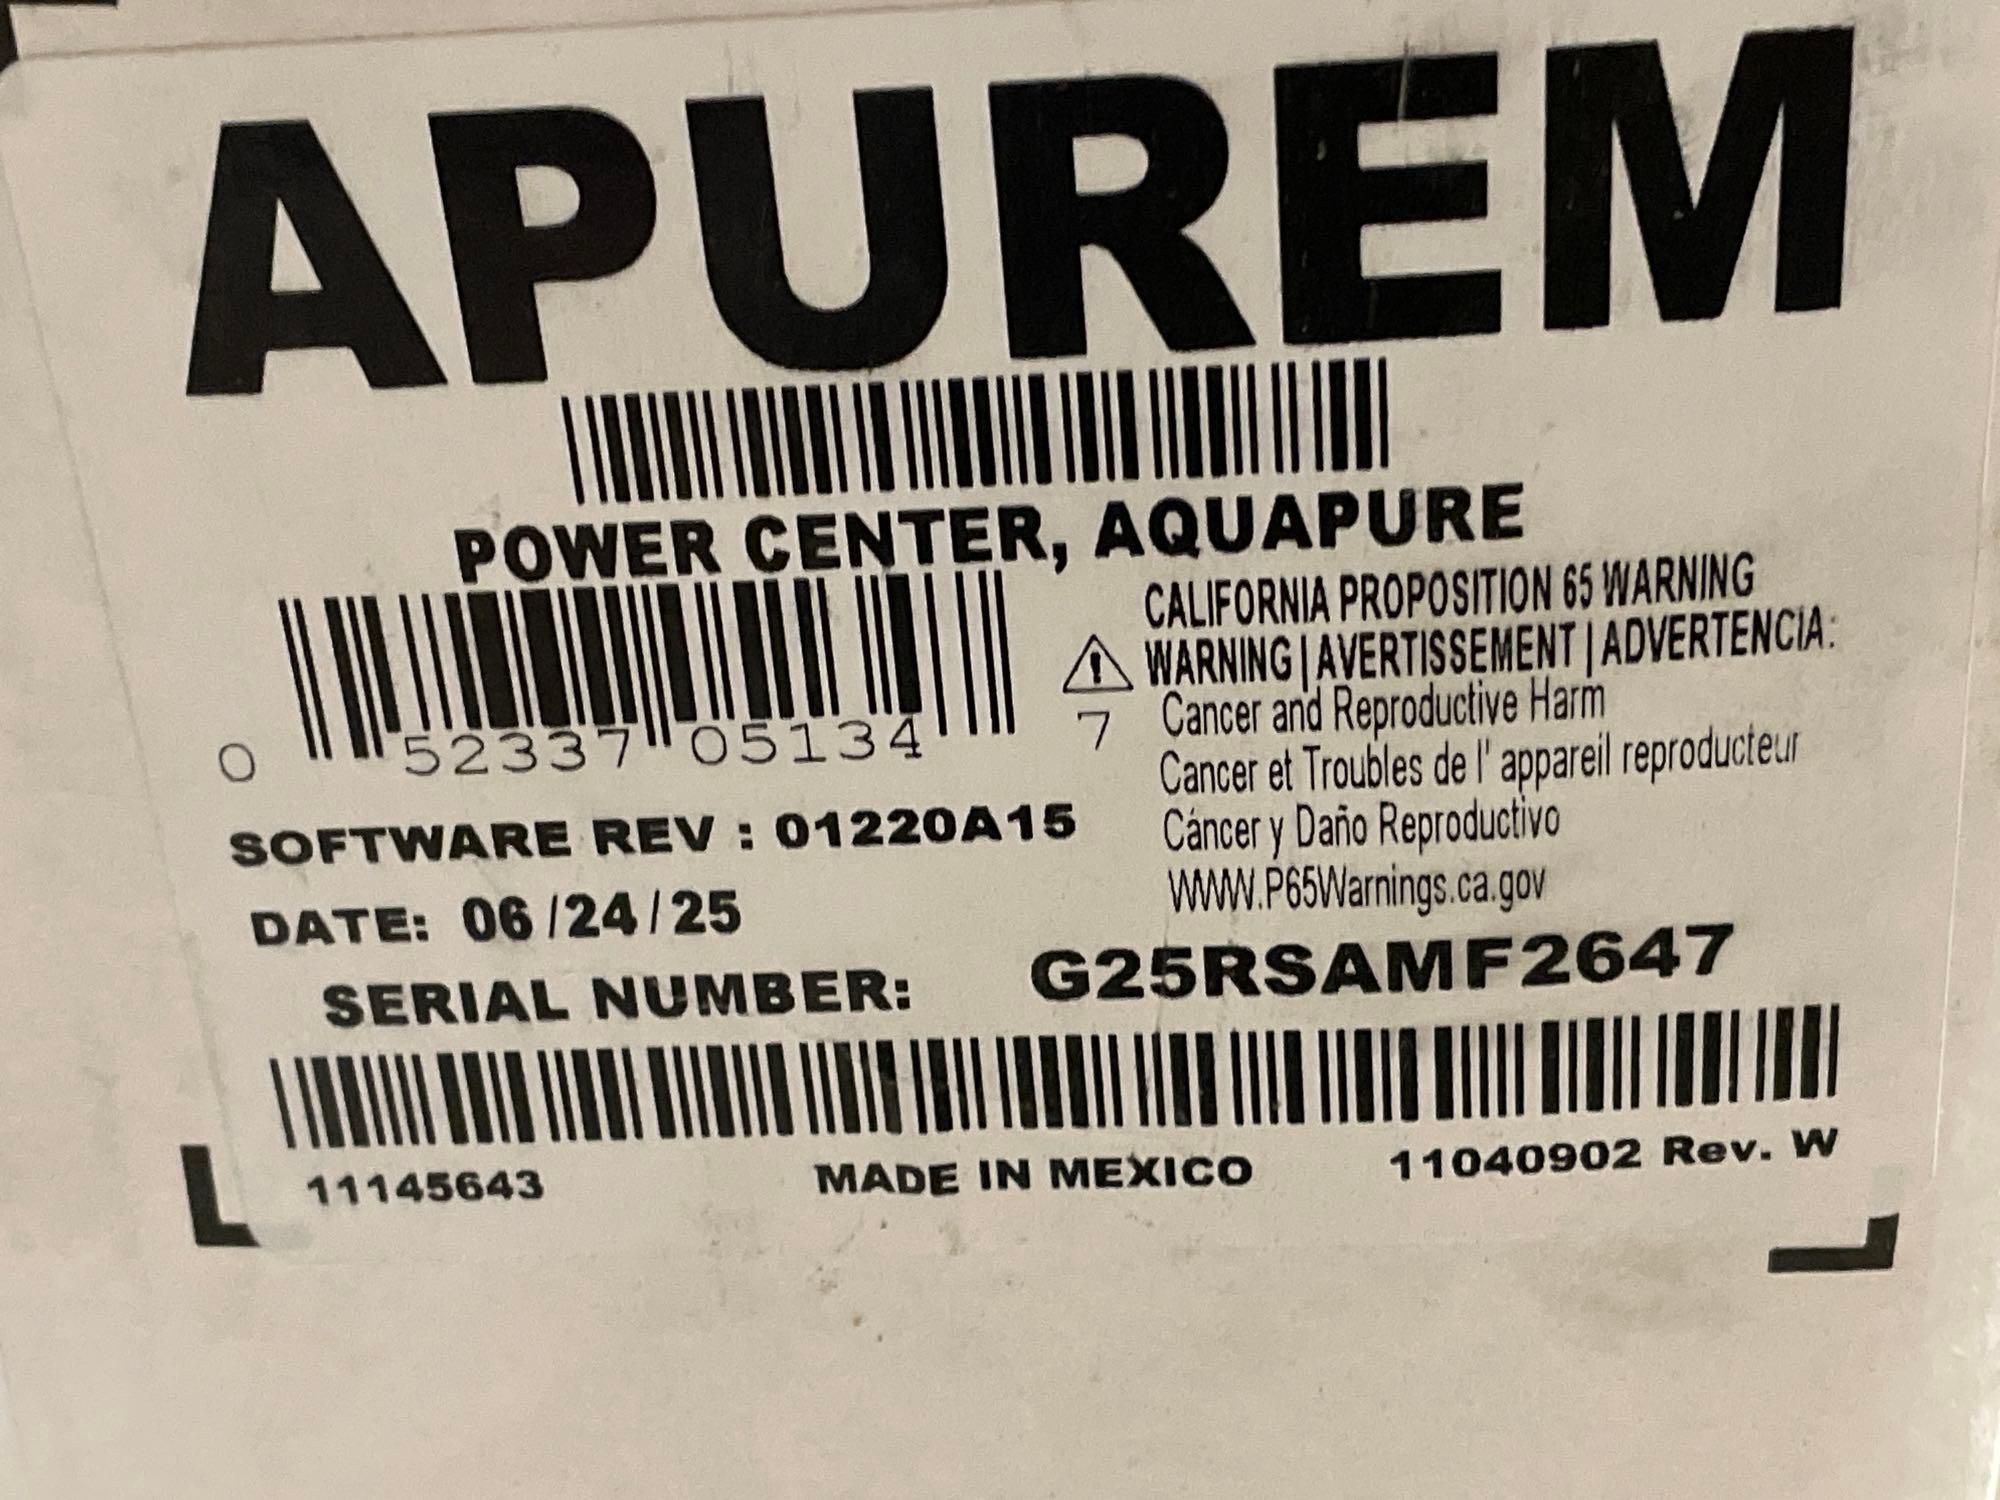 APUREM
POWER CENTER, AQUAPURE
0 52337 05134 7
CALIFORNIA PROPOSITION 65 WARNING
WARNING | AVERTISSEMENT | ADVERTENCIA:
Cancer and Reproductive Harm
Cancer et Troubles de l' appareil reproducteur
Cáncer y Daño Reproductivo
WWW.P65Warnings.ca.gov
SOFTWARE REV : 01220A15
DATE: 06 /24 / 25
SERIAL NUMBER: G25RSAMF2647
11145643 MADE IN MEXICO 11040902 Rev. W